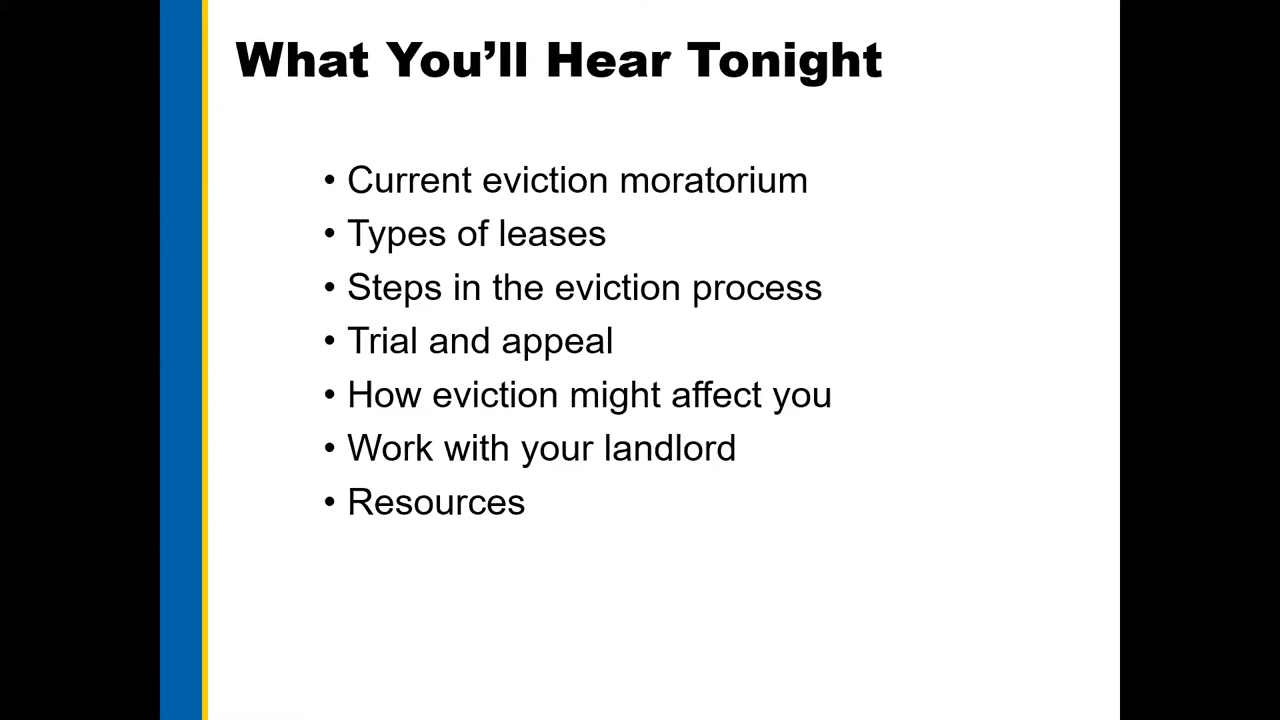 What You’ll Hear Tonight
• Current eviction moratorium
• Types of leases
• Steps in the eviction process
• Trial and appeal
• How eviction might affect you
• Work with your landlord
• Resources